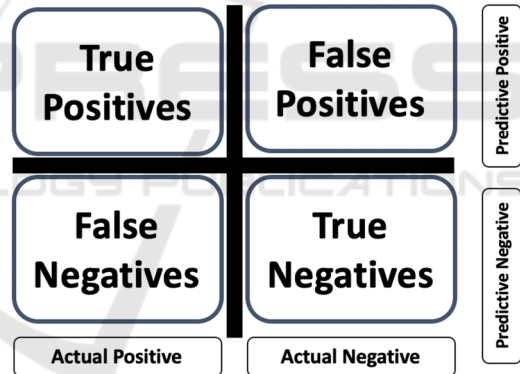 True
Positives
False
Positives
Predictive Positive
False
Negatives
True
Negatives
Predictive Negative
Actual Positive
Actual Negative